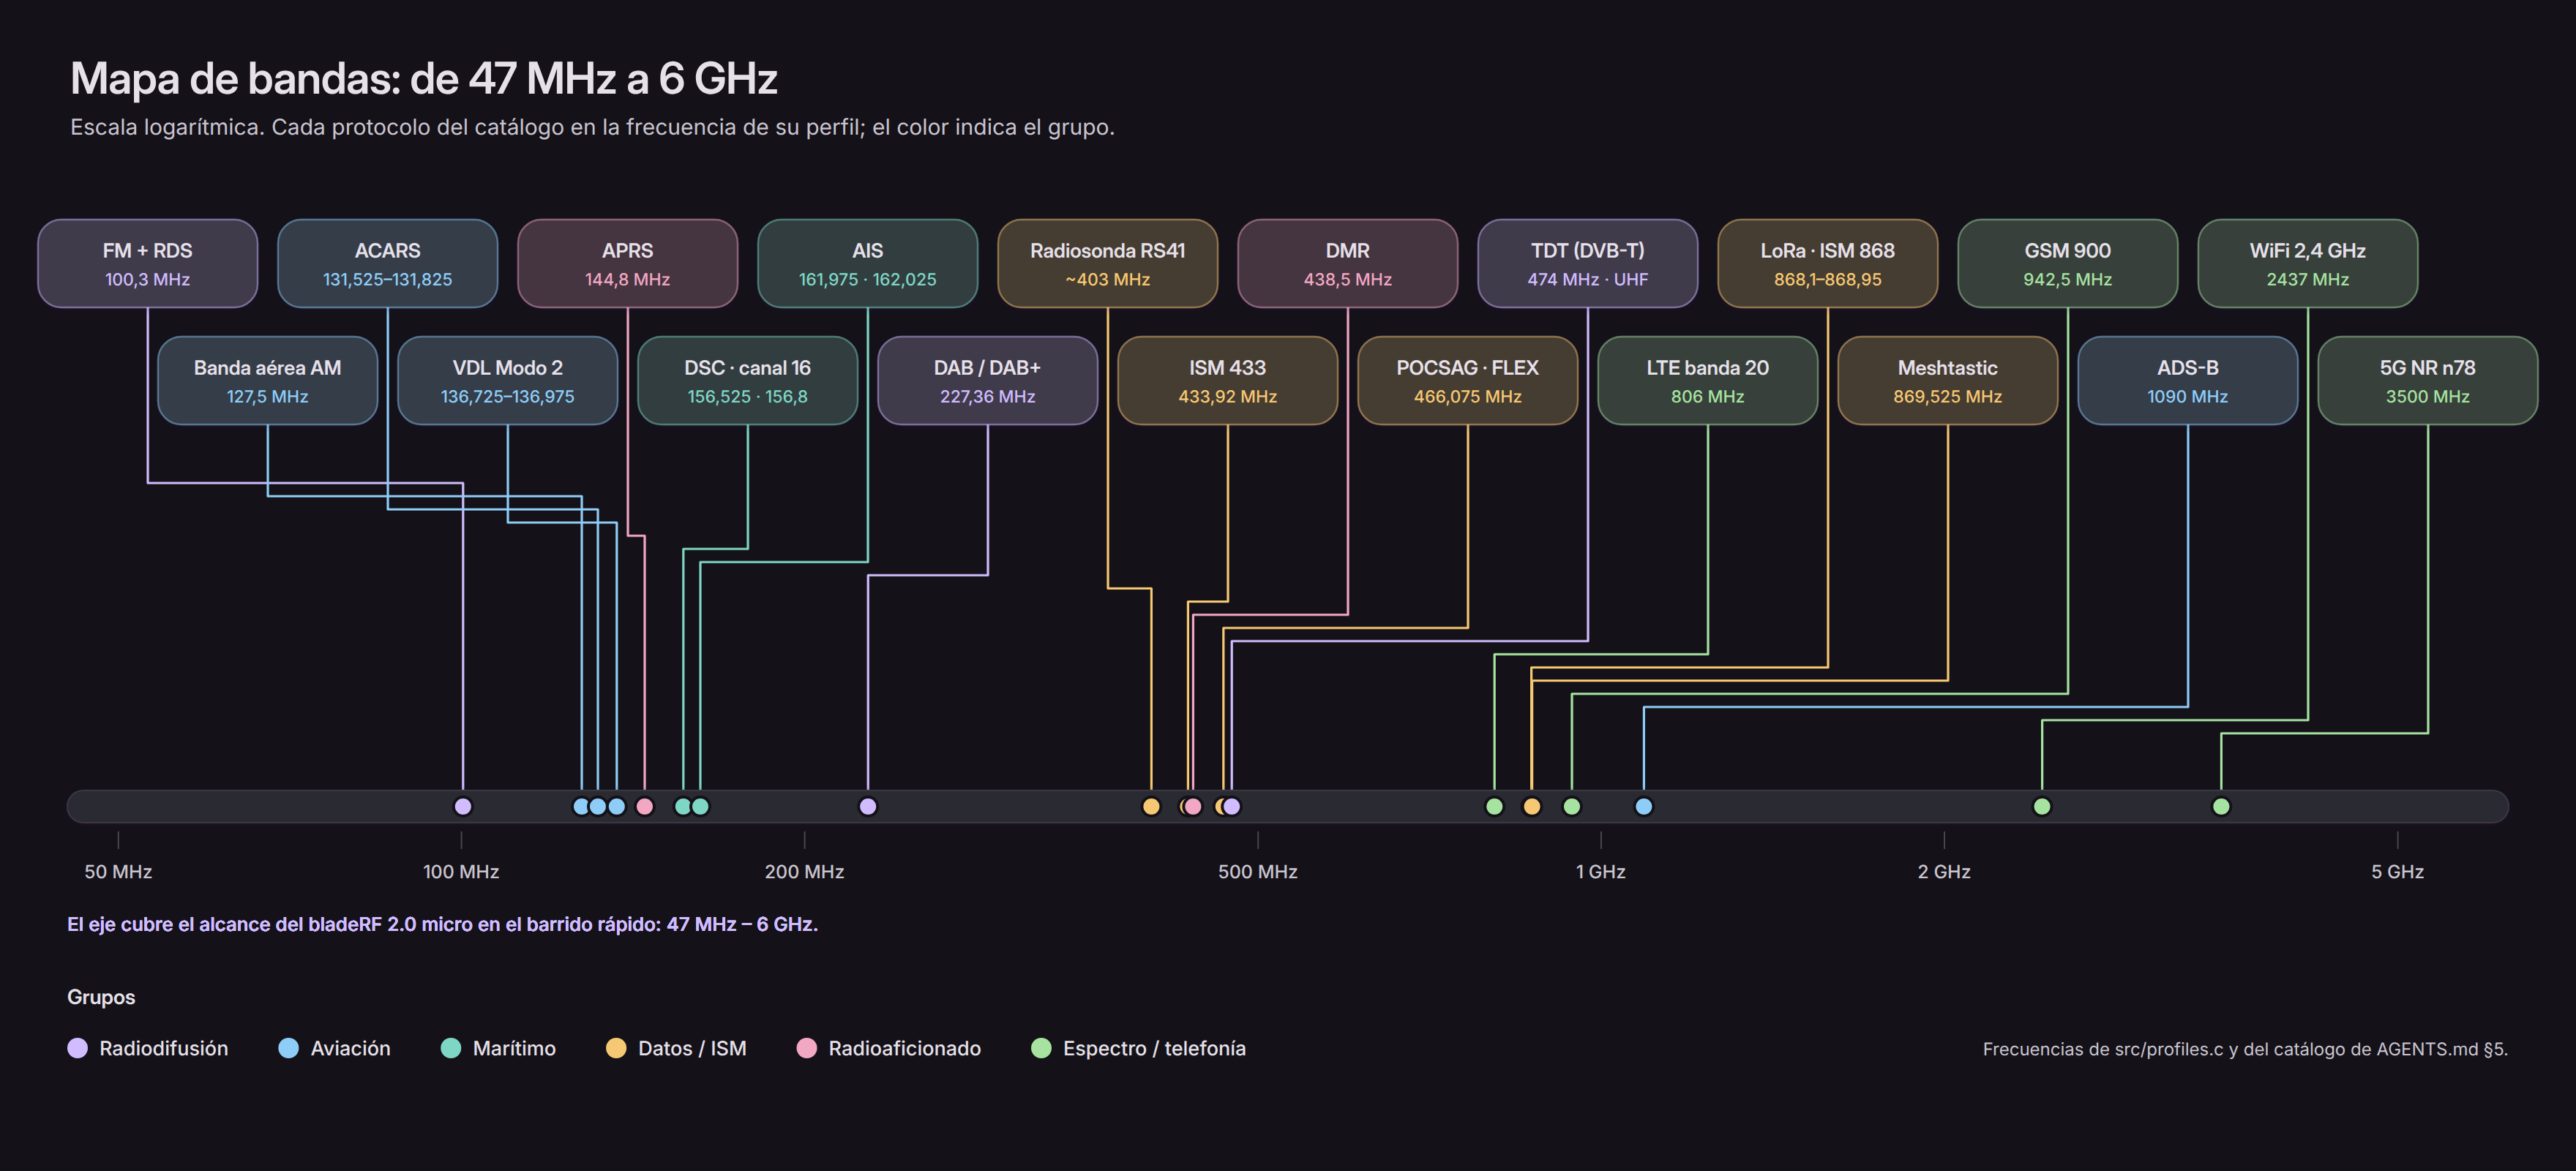 Mapa de bandas: de 47 MHz a 6 GHz
Escala logarítmica. Cada protocolo del catálogo en la frecuencia de su perfil; el color indica el grupo.
FM + RDS
100,3 MHz
ACARS
131,525–131,825
APRS
144,8 MHz
AIS
161,975 · 162,025
Radiosonda RS41
~403 MHz
DMR
438,5 MHz
TDT (DVB-T)
474 MHz · UHF
LoRa · ISM 868
868,1–868,95
GSM 900
942,5 MHz
WiFi 2,4 GHz
2437 MHz
Banda aérea AM
127,5 MHz
VDL Modo 2
136,725–136,975
DSC · canal 16
156,525 · 156,8
DAB / DAB+
227,36 MHz
ISM 433
433,92 MHz
POCSAG · FLEX
466,075 MHz
LTE banda 20
806 MHz
Meshtastic
869,525 MHz
ADS-B
1090 MHz
5G NR n78
3500 MHz
50 MHz
100 MHz
200 MHz
500 MHz
1 GHz
2 GHz
5 GHz
El eje cubre el alcance del bladeRF 2.0 micro en el barrido rápido: 47 MHz – 6 GHz.
Grupos
Radiodifusión
Aviación
Marítimo
Datos / ISM
Radioaficionado
Espectro / telefonía
Frecuencias de src/profiles.c y del catálogo de AGENTS.md §5.